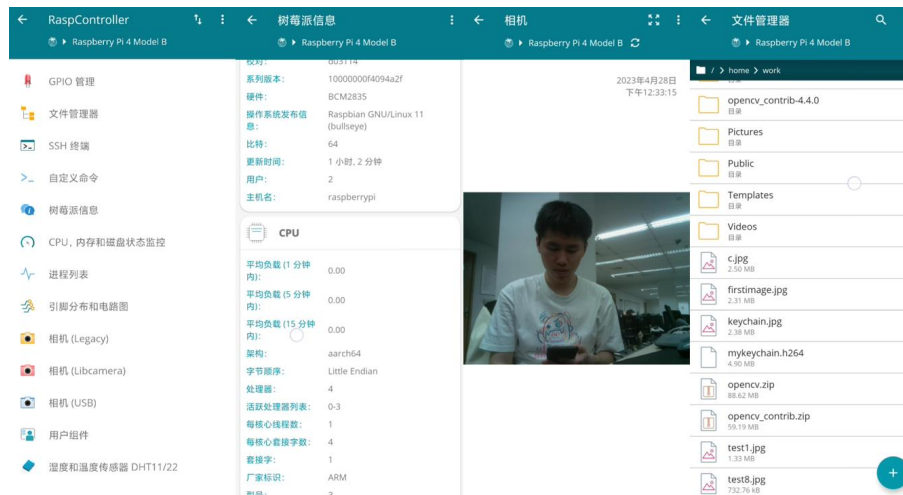 RaspController
Raspberry Pi 4 Model B
GPIO 管理
文件管理器
SSH 终端
自定义命令
树莓派信息
CPU, 内存和磁盘状态监控
进程列表
引脚分布和电路图
相机 (Legacy)
相机 (Libcamera)
相机 (USB)
用户组件
湿度和温度传感器 DHT11/22
树莓派信息
Raspberry Pi 4 Model B
校对: d03114
系列版本: 10000000f4094a2f
硬件: BCM2835
操作系统发布信 Raspbian GNU/Linux 11
息: (bullseye)
比特: 64
更新时间: 1 小时, 2 分钟
用户: 2
主机名: raspberrypi
CPU
平均负载 (1 分钟
内): 0.00
平均负载 (5 分钟
内): 0.00
平均负载 (15 分钟
内): 0.00
架构: aarch64
字节顺序: Little Endian
处理器: 4
活跃处理器列表: 0-3
每核心线程数: 1
每核心套接字数: 4
套接字: 1
厂家标识: ARM
型号: 3
相机
Raspberry Pi 4 Model B
2023年4月28日
下午12:33:15
文件管理器
Raspberry Pi 4 Model B
/ > home > work
目录
opencv_contrib-4.4.0
目录
Pictures
目录
Public
目录
Templates
目录
Videos
目录
c.jpg
2.50 MB
firstimage.jpg
2.31 MB
keychain.jpg
2.38 MB
mykeychain.h264
4.90 MB
opencv.zip
88.62 MB
opencv_contrib.zip
59.19 MB
test1.jpg
1.33 MB
test8.jpg
732.76 kB